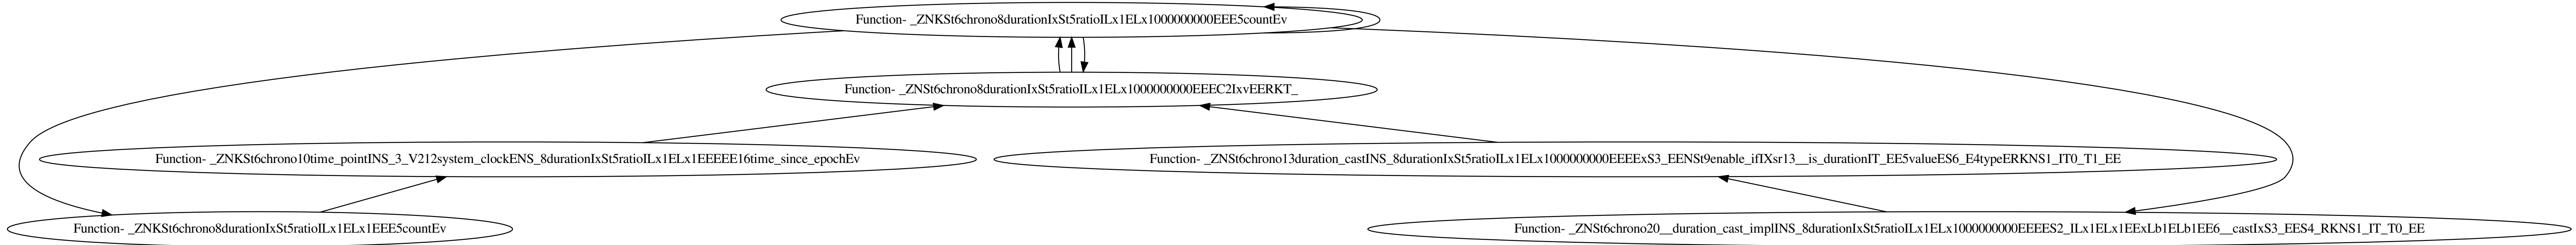 Function- _ZNKSt6chrono8durationIxSt5ratioILx1ELx1000000000EEE5countEv
Function- _ZNSt6chrono8durationIxSt5ratioILx1ELx1000000000EEEC2IxvEERKT_
Function- _ZNKSt6chrono10time_pointINS_3_V212system_clockENS_8durationIxSt5ratioILx1ELx1EEEEE16time_since_epochEv
Function- _ZNSt6chrono13duration_castINS_8durationIxSt5ratioILx1ELx1000000000EEEExS3_EENSt9enable_ifIXsr13__is_durationIT_EE5valueES6_E4typeERKNS1_IT0_T1_EE
Function- _ZNKSt6chrono8durationIxSt5ratioILx1ELx1EEE5countEv
Function- _ZNSt6chrono20__duration_cast_implINS_8durationIxSt5ratioILx1ELx1000000000EEEES2_ILx1ELx1EExLb1ELb1EE6__castIxS3_EES4_RKNS1_IT_T0_EE